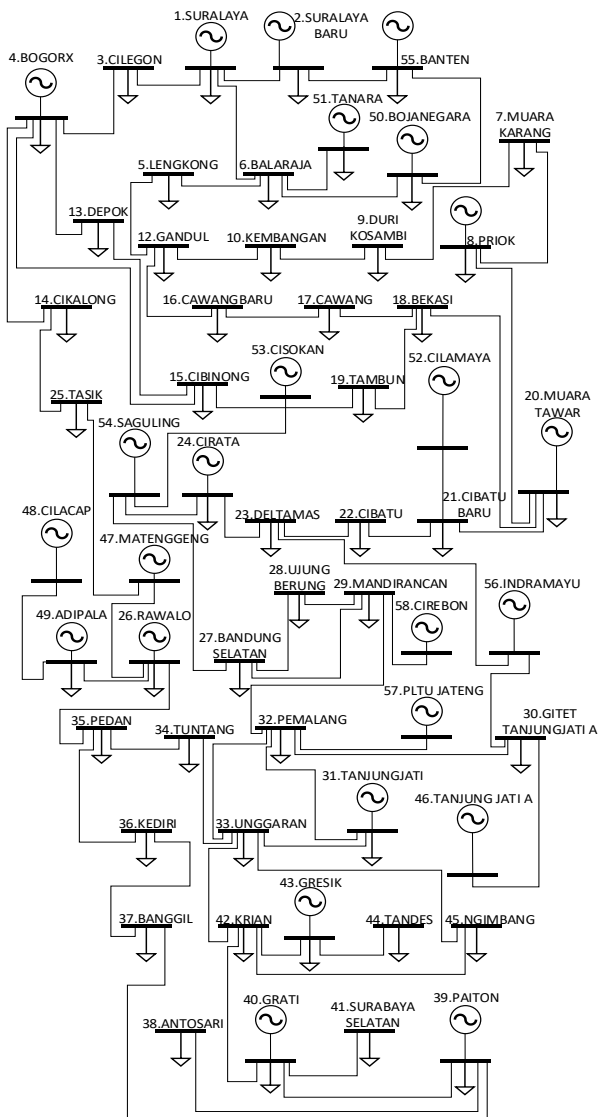 1.SURALAYA
2.SURALAYA
BARU
4.BOGORX
3.CILEGON
55.BANTEN
51.TANARA
50.BOJANEGARA
7.MUARA
KARANG
5.LENGKONG
6.BALARAJA
13.DEPOK
12.GANDUL
10.KEMBANGAN
9.DURI
KOSAMBI
8.PRIOK
14.CIKALONG
16.CAWANGBARU
17.CAWANG
18.BEKASI
53.CISOKAN
52.CILAMAYA
15.CIBINONG
19.TAMBUN
20.MUARA
TAWAR
25.TASIK
54.SAGULING
24.CIRATA
23.DELTAMAS
22.CIBATU
21.CIBATU
BARU
48.CILACAP
47.MATENGGENG
28.UJUNG
BERUNG
29.MANDIRANCAN
56.INDRAMAYU
58.CIREBON
49.ADIPALA
26.RAWALO
27.BANDUNG
SELATAN
57.PLTU JATENG
35.PEDAN
34.TUNTANG
32.PEMALANG
30.GITET
TANJUNGJATI A
31.TANJUNGJATI
46.TANJUNG JATI A
36.KEDIRI
33.UNGGARAN
43.GRESIK
37.BANGGIL
42.KRIAN
44.TANDES
45.NGIMBANG
40.GRATI
41.SURABAYA
SELATAN
39.PAITON
38.ANTOSARI